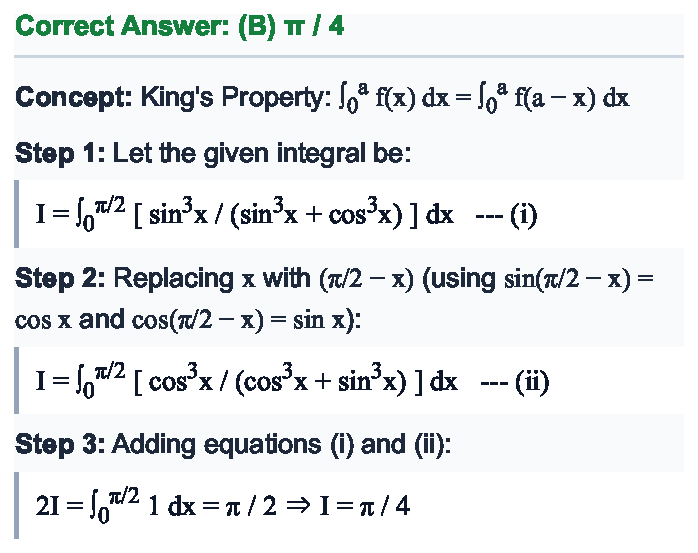 Correct Answer: (B) π / 4
Concept: King's Property: ∫₀ᵃ f(x) dx = ∫₀ᵃ f(a − x) dx
Step 1: Let the given integral be:
I = ∫₀^π/2 [ sin³x / (sin³x + cos³x) ] dx --- (i)
Step 2: Replacing x with (π/2 − x) (using sin(π/2 − x) =
cos x and cos(π/2 − x) = sin x):
I = ∫₀^π/2 [ cos³x / (cos³x + sin³x) ] dx --- (ii)
Step 3: Adding equations (i) and (ii):
2I = ∫₀^π/2 1 dx = π / 2 ⇒ I = π / 4